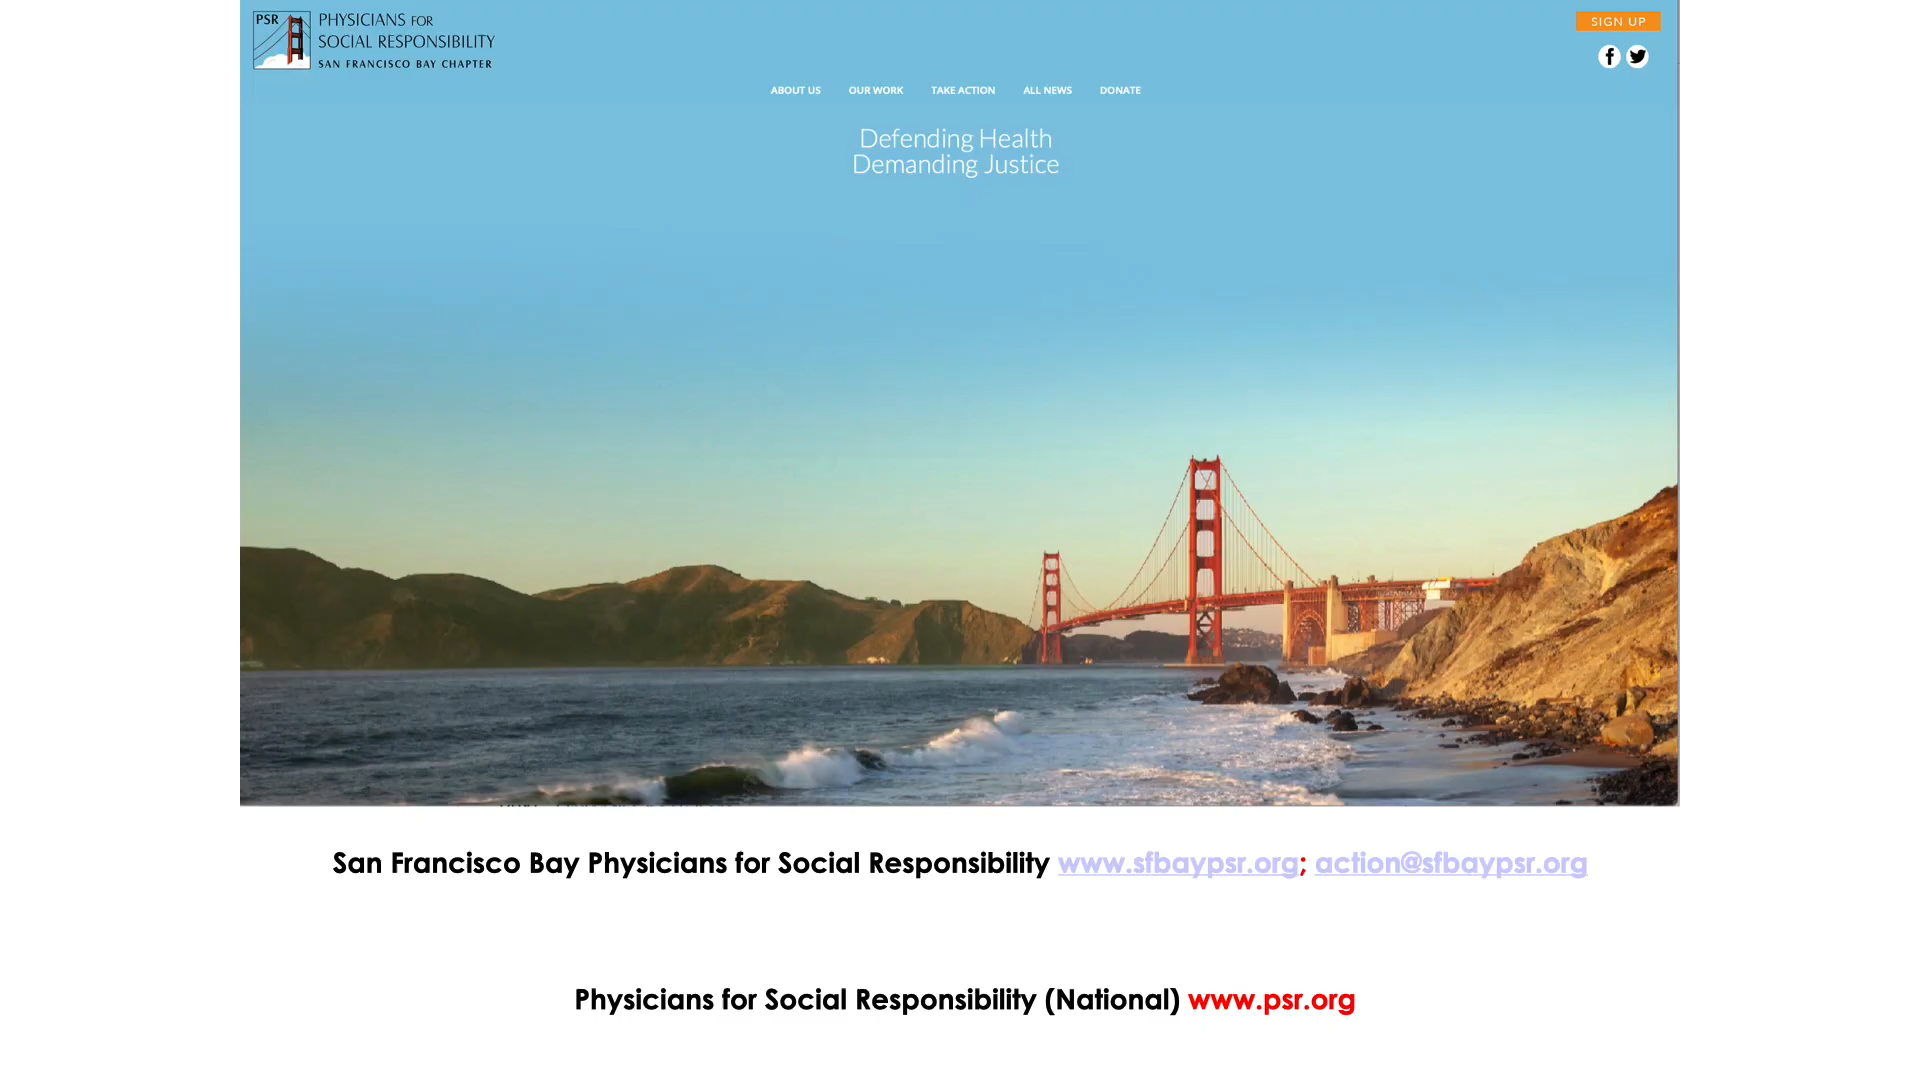 PSR
PHYSICIANS FOR
SOCIAL RESPONSIBILITY
SAN FRANCISCO BAY CHAPTER
SIGN UP
ABOUT US OUR WORK TAKE ACTION ALL NEWS DONATE
Defending Health
Demanding Justice
San Francisco Bay Physicians for Social Responsibility www.sfbaypsr.org; action@sfbaypsr.org
Physicians for Social Responsibility (National) www.psr.org